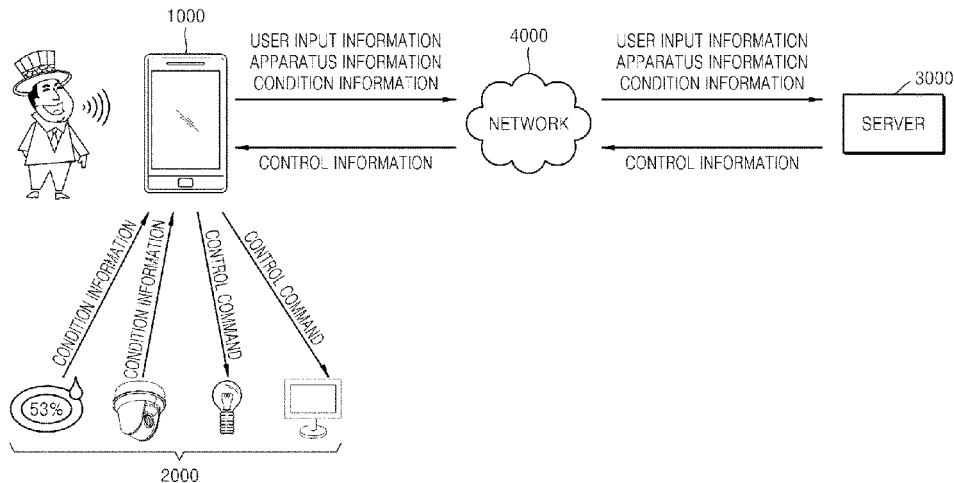 1000
USER INPUT INFORMATION
APPARATUS INFORMATION
CONDITION INFORMATION
4000
USER INPUT INFORMATION
APPARATUS INFORMATION
CONDITION INFORMATION
3000
NETWORK
SERVER
CONTROL INFORMATION
CONTROL INFORMATION
CONDITION INFORMATION
CONDITION INFORMATION
CONTROL COMMAND
CONTROL COMMAND
53%
2000